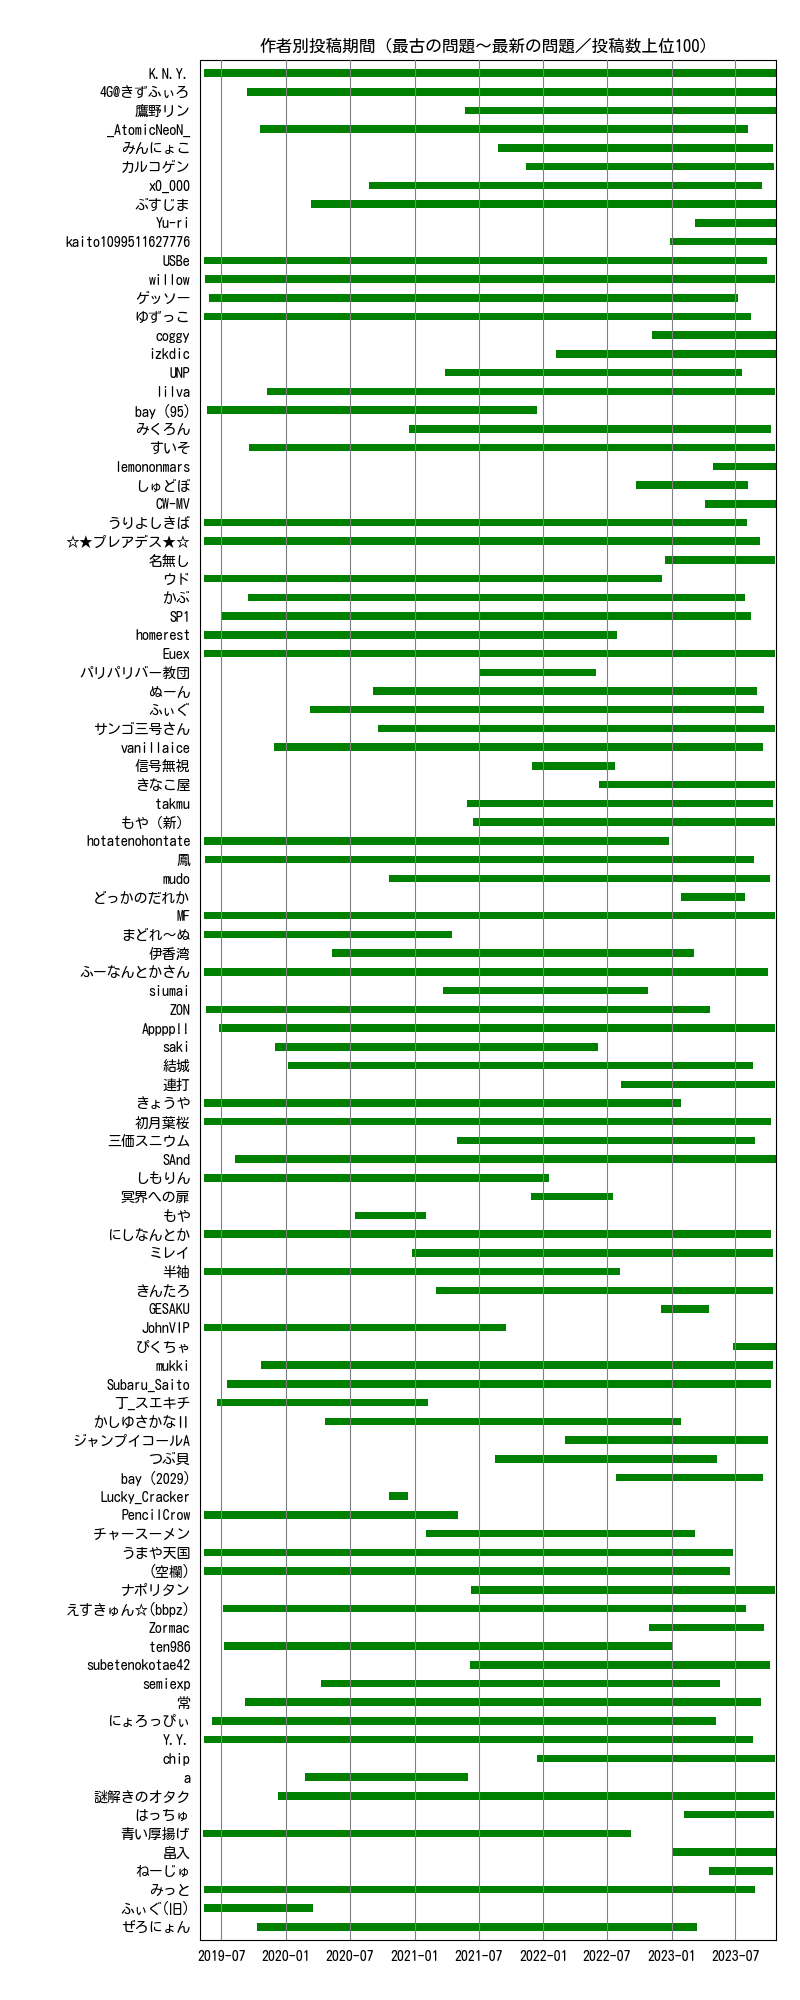 作者別投稿期間（最古の問題～最新の問題／投稿数上位100）
K.N.Y.
4G@きずふぃろ
鷹野リン
_AtomicNeoN_
みんにょこ
カルコゲン
x0_000
ぶすじま
Yu-ri
kaito1099511627776
USBe
willow
ゲッソー
ゆずっこ
coggy
izkdic
UNP
lilva
bay (95)
みくろん
すいそ
lemononmars
しゅどぼ
CW-MV
うりよしきば
☆★プレアデス★☆
名無し
ウド
かぶ
SP1
homerest
Euex
パリパリバー教団
ぬーん
ふぃぐ
サンゴ三号さん
vanillaice
信号無視
きなこ屋
takmu
もや（新）
hotatenohontate
鳳
mudo
どっかのだれか
MF
まどれ～ぬ
伊香湾
ふーなんとかさん
siumai
ZON
Appppll
saki
結城
連打
きょうや
初月葉桜
三価スニウム
SAnd
しもりん
冥界への扉
もや
にしなんとか
ミレイ
半袖
きんたろ
GESAKU
JohnVIP
ぴくちゃ
mukki
Subaru_Saito
丁_スエキチ
かしゆさかなII
ジャンプイコールA
つぶ貝
bay (2029)
Lucky_Cracker
PencilCrow
チャースーメン
うまや天国
(空欄)
ナポリタン
えすきゅん☆(bbpz)
Zormac
ten986
subetenokotae42
semiexp
常
にょろっぴぃ
Y.Y.
chip
a
謎解きのオタク
はっちゅ
青い厚揚げ
畠入
ねーじゅ
みっと
ふぃぐ(旧)
ぜろにょん
2019-07 2020-01 2020-07 2021-01 2021-07 2022-01 2022-07 2023-01 2023-07